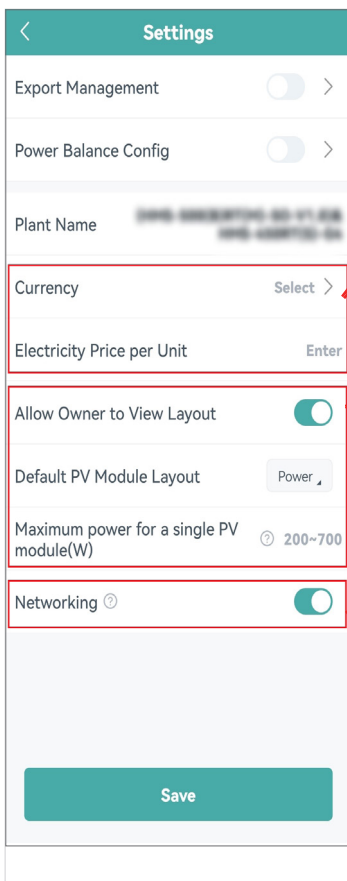 Settings
Export Management
Power Balance Config
Plant Name
Currency Select
Electricity Price per Unit Enter
Allow Owner to View Layout
Default PV Module Layout Power
Maximum power for a single PV
module(W) 200~700
Networking
Save